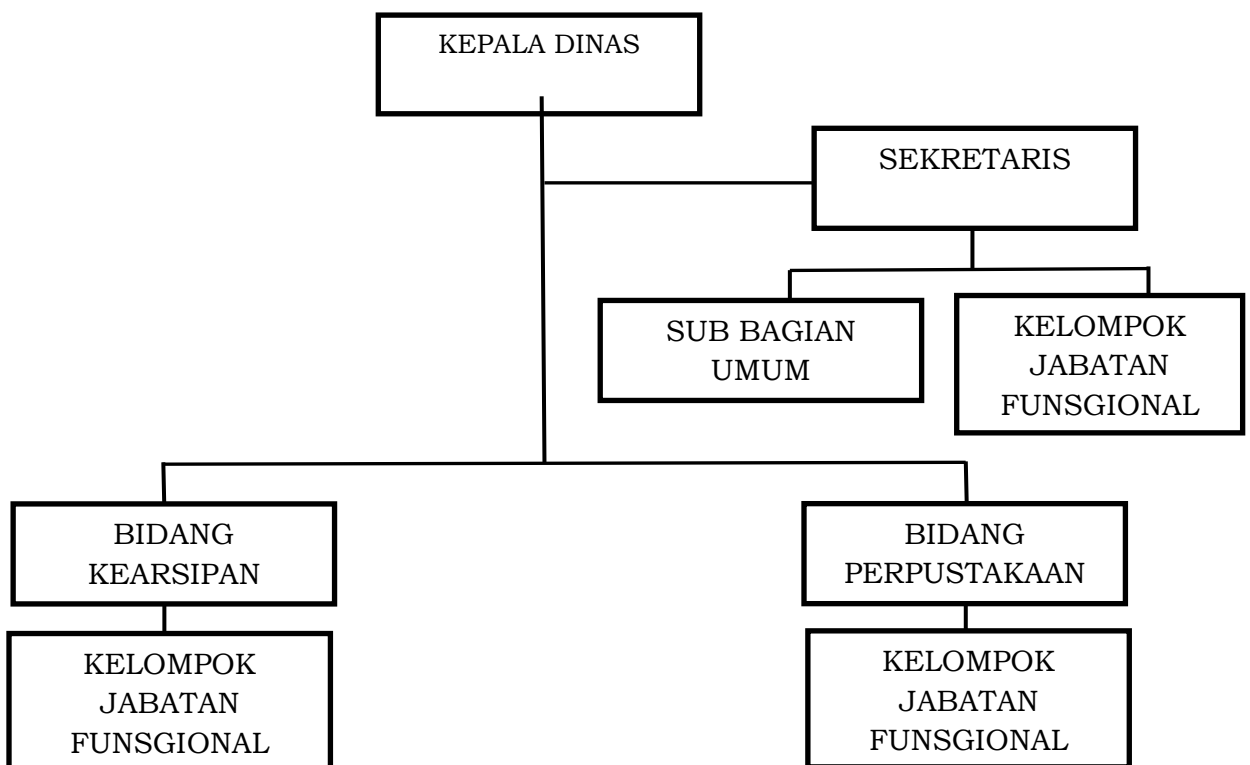 KEPALA DINAS
SEKRETARIS
SUB BAGIAN
UMUM
KELOMPOK
JABATAN
FUNSGIONAL
BIDANG
KEARSIPAN
BIDANG
PERPUSTAKAAN
KELOMPOK
JABATAN
FUNSGIONAL
KELOMPOK
JABATAN
FUNSGIONAL